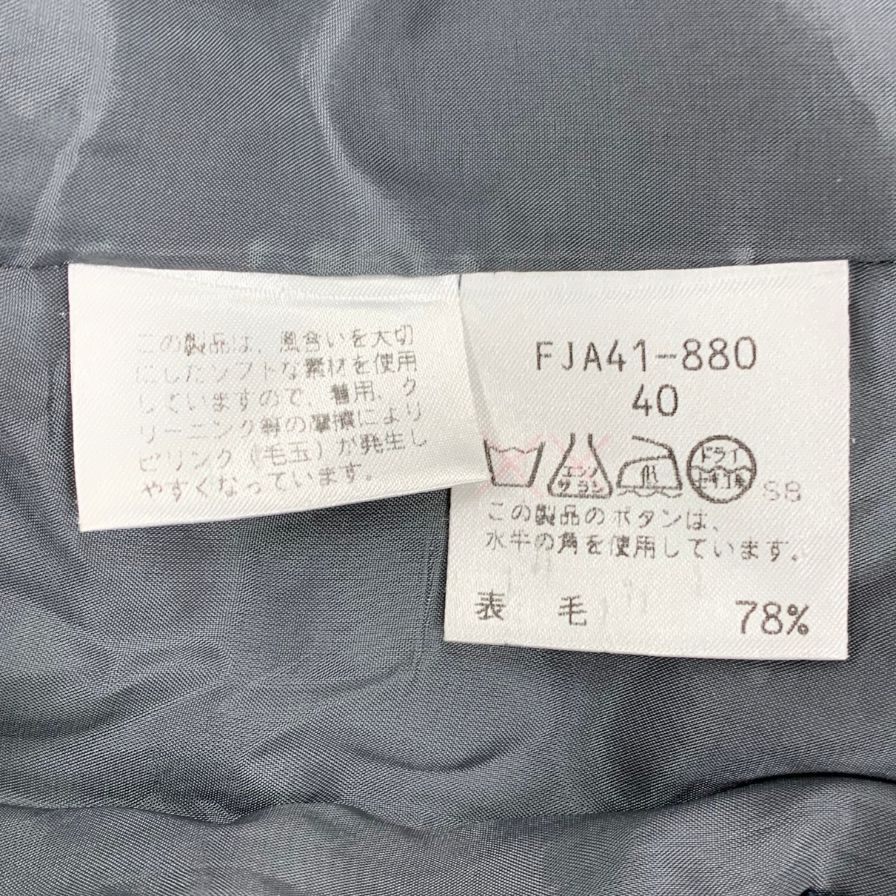 この製品は、風合いを大切
にしたソフトな素材を使用
していますので、着用、ク
リーニング等の摩擦により
ピリング（毛玉）が発生し
やすくなっています。
FJA41-880
40
エンソ
サラシ
ドライ
セキユ系
SB
この製品のボタンは、
水牛の角を使用しています。
表 毛 78%